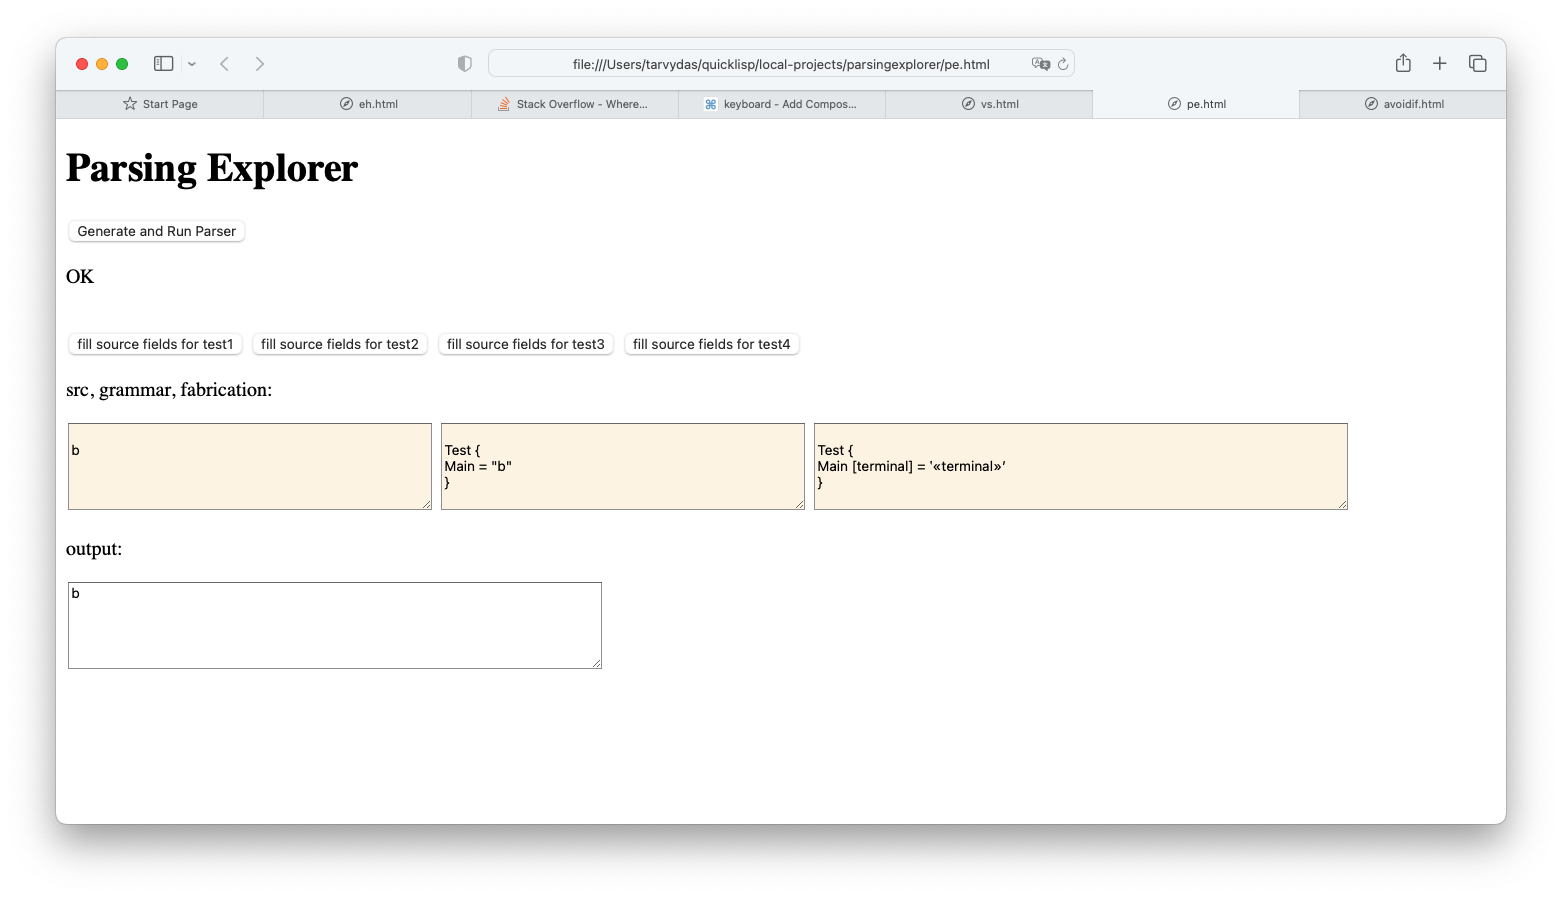 file:///Users/tarvydas/quicklisp/local-projects/parsingexplorer/pe.html
Start Page
eh.html
Stack Overflow - Where...
keyboard - Add Compos...
vs.html
pe.html
avoidif.html
Parsing Explorer
Generate and Run Parser
OK
fill source fields for test1
fill source fields for test2
fill source fields for test3
fill source fields for test4
src, grammar, fabrication:
b
Test {
Main = "b"
}
Test {
Main [terminal] = ‛«terminal»’
}
output:
b